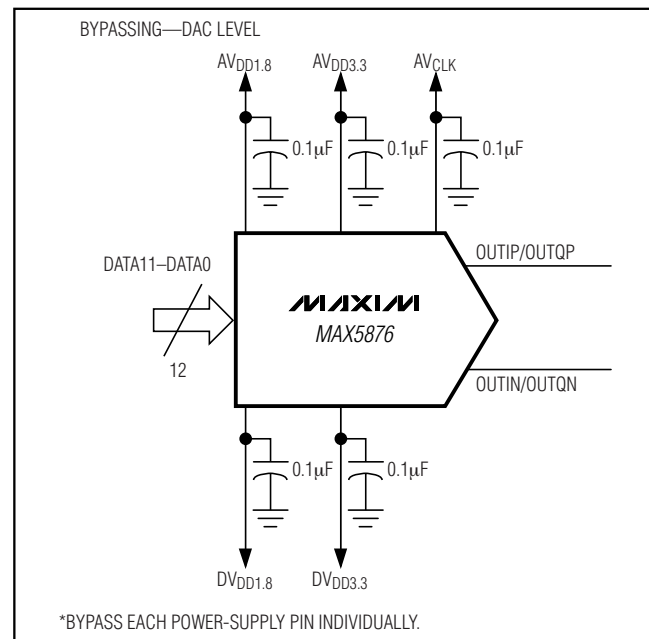 BYPASSING—DAC LEVEL
AVDD1.8 AVDD3.3 AVCLK
0.1µF 0.1µF 0.1µF
DATA11–DATA0
12
MAXIM
MAX5876
OUTIP/OUTQP
OUTIN/OUTQN
0.1µF 0.1µF
DVDD1.8 DVDD3.3
*BYPASS EACH POWER-SUPPLY PIN INDIVIDUALLY.